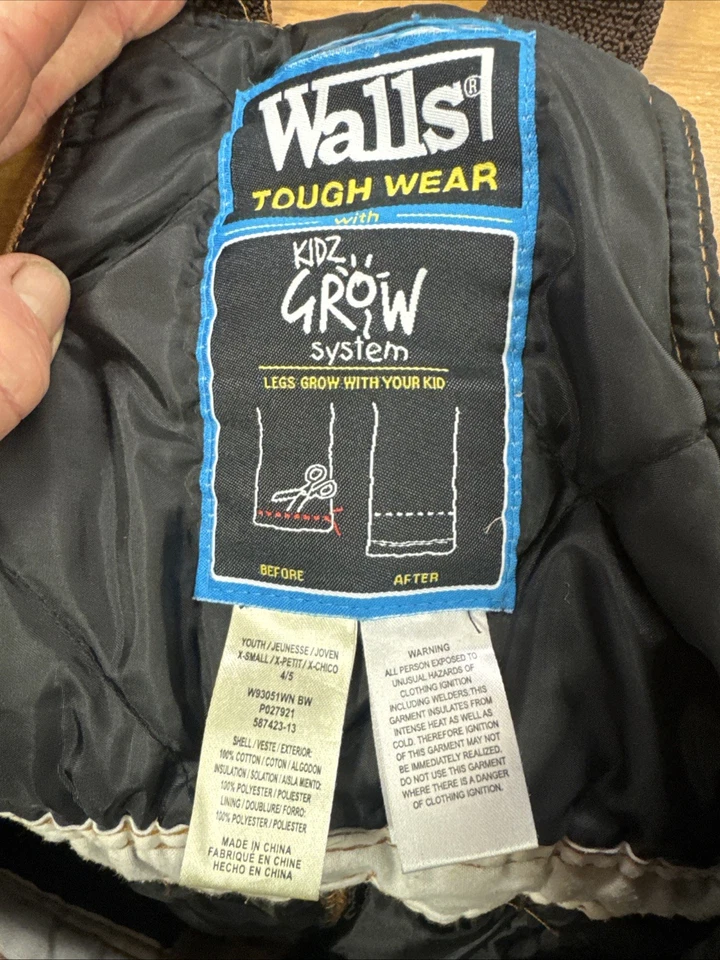 Walls®
TOUGH WEAR
with
KIDZ
GROW
system
LEGS GROW WITH YOUR KID
BEFORE
AFTER
YOUTH / JEUNESSE / JOVEN
X-SMALL / X-PETIT / X-CHICO
4/5
W93051WN BW
P027921
587423-13
SHELL / VESTE / EXTERIOR:
100% COTTON / COTON / ALGODON
INSULATION / ISOLATION / AISLA MIENTO:
100% POLYESTER / POLIESTER
LINING / DOUBLURE / FORRO:
100% POLYESTER / POLIESTER
MADE IN CHINA
FABRIQUÉ EN CHINE
HECHO EN CHINA
WARNING
ALL PERSON EXPOSED TO
UNUSUAL HAZARDS OF
CLOTHING IGNITION
INCLUDING WELDERS.THIS
GARMENT INSULATES FROM
INTENSE HEAT AS WELL AS
COLD. THEREFORE IGNITION
OF THIS GARMENT MAY NOT
BE IMMEDIATELY REALIZED.
DO NOT USE THIS GARMENT
WHERE THERE IS A DANGER
OF CLOTHING IGNITION.